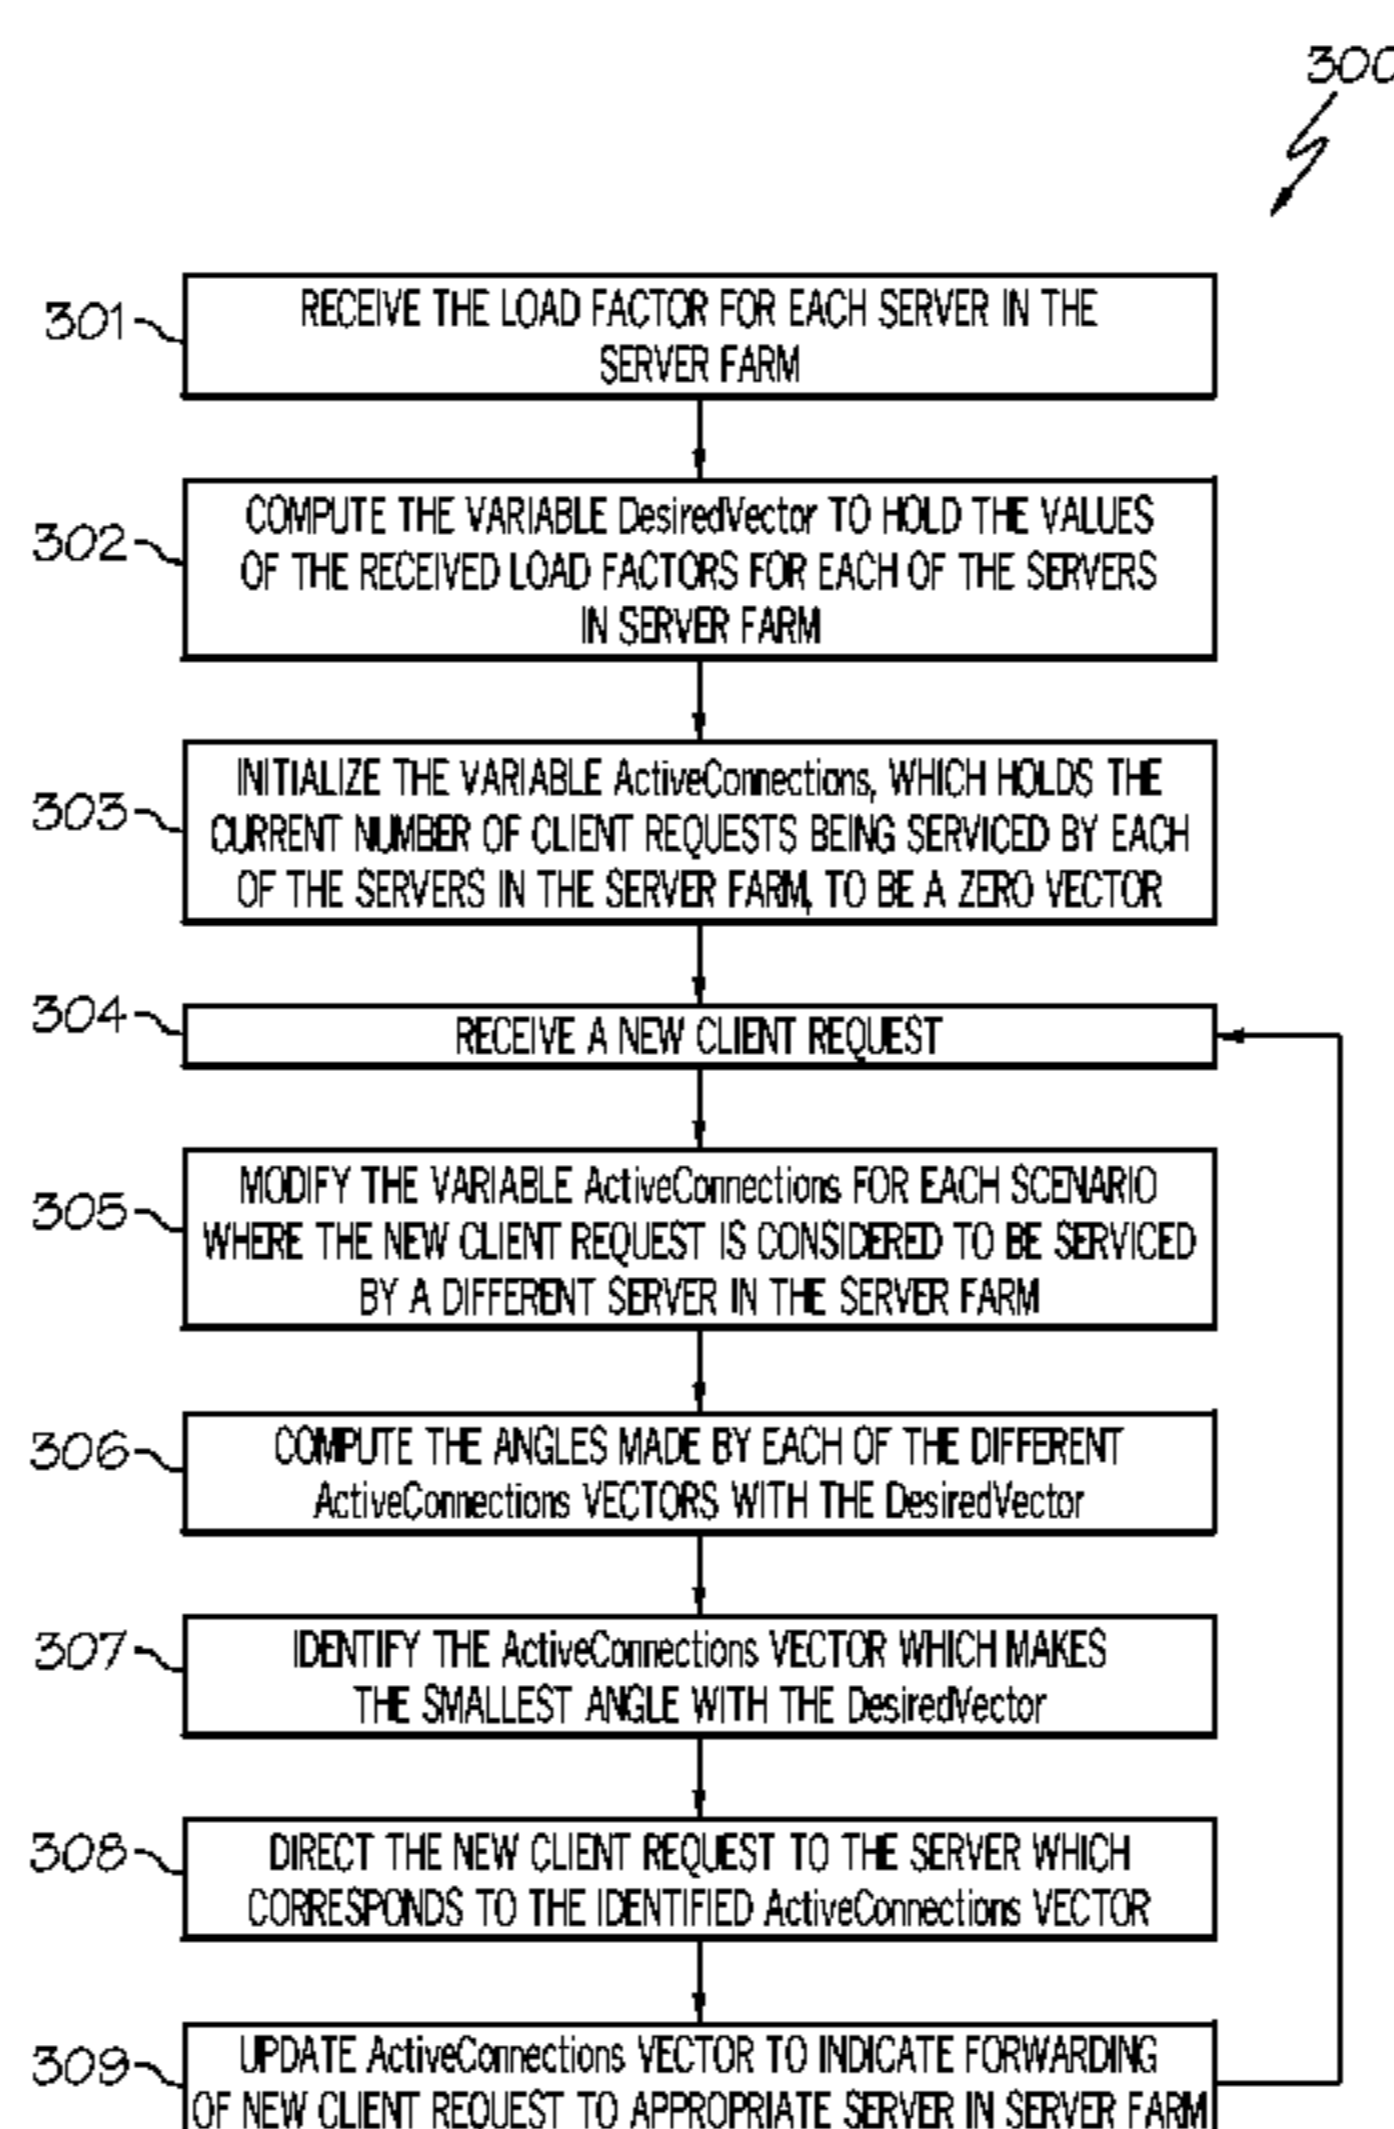 300
301
RECEIVE THE LOAD FACTOR FOR EACH SERVER IN THE
SERVER FARM
302
COMPUTE THE VARIABLE DesiredVector TO HOLD THE VALUES
OF THE RECEIVED LOAD FACTORS FOR EACH OF THE SERVERS
IN SERVER FARM
303
INITIALIZE THE VARIABLE ActiveConnections, WHICH HOLDS THE
CURRENT NUMBER OF CLIENT REQUESTS BEING SERVICED BY EACH
OF THE SERVERS IN THE SERVER FARM, TO BE A ZERO VECTOR
304
RECEIVE A NEW CLIENT REQUEST
305
MODIFY THE VARIABLE ActiveConnections FOR EACH SCENARIO
WHERE THE NEW CLIENT REQUEST IS CONSIDERED TO BE SERVICED
BY A DIFFERENT SERVER IN THE SERVER FARM
306
COMPUTE THE ANGLES MADE BY EACH OF THE DIFFERENT
ActiveConnections VECTORS WITH THE DesiredVector
307
IDENTIFY THE ActiveConnections VECTOR WHICH MAKES
THE SMALLEST ANGLE WITH THE DesiredVector
308
DIRECT THE NEW CLIENT REQUEST TO THE SERVER WHICH
CORRESPONDS TO THE IDENTIFIED ActiveConnections VECTOR
309
UPDATE ActiveConnections VECTOR TO INDICATE FORWARDING
OF NEW CLIENT REQUEST TO APPROPRIATE SERVER IN SERVER FARM